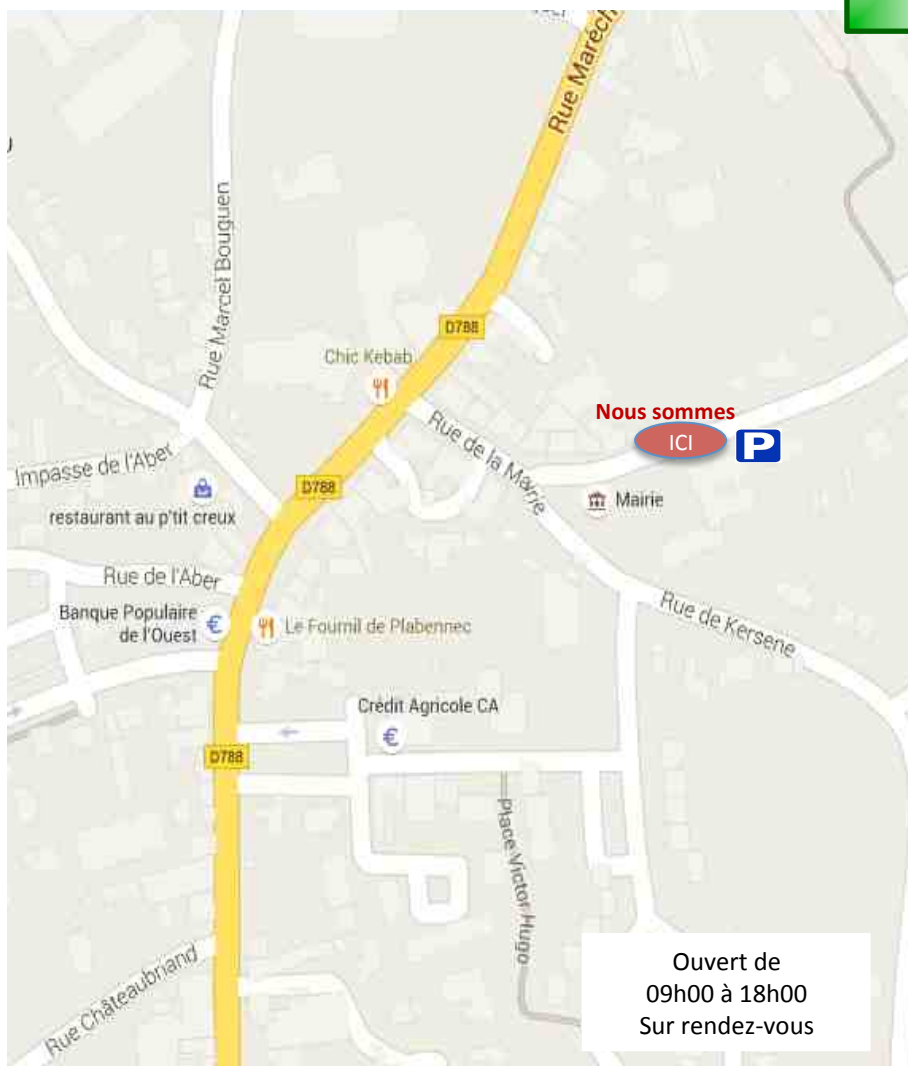 Rue Maréch
Rue Marcel Bouguen
D788
Chic Kebab
Nous sommes
ICI
P
Rue de la Mairie
Impasse de l'Aber
D788
restaurant au p'tit creux
Mairie
Rue de l'Aber
Banque Populaire
de l'Ouest
Le Fournil de Plabennec
Rue de Kersene
Crédit Agricole CA
D788
Place Victor Hugo
Rue Châteaubriand
Ouvert de
09h00 à 18h00
Sur rendez-vous